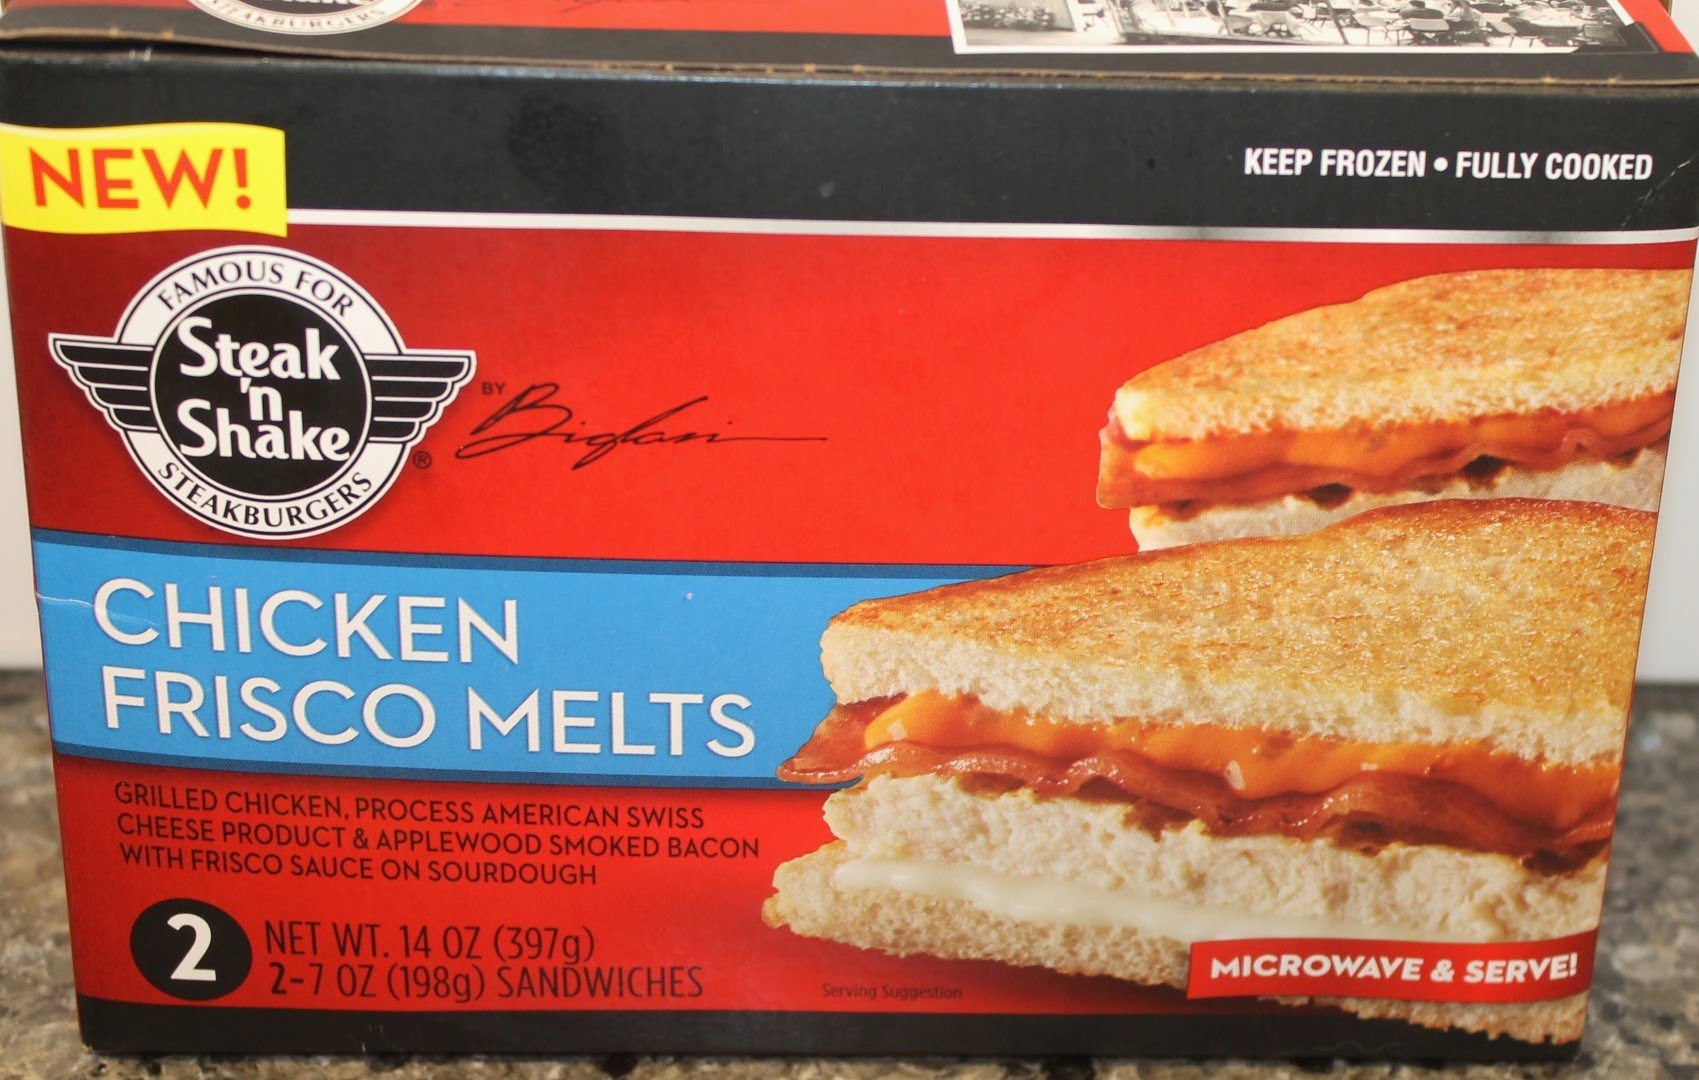 STEAKBURGERS
NEW!
KEEP FROZEN • FULLY COOKED
FAMOUS FOR
Steak
'n
Shake
®
STEAKBURGERS
BY
Biglari
CHICKEN
FRISCO MELTS
GRILLED CHICKEN, PROCESS AMERICAN SWISS
CHEESE PRODUCT & APPLEWOOD SMOKED BACON
WITH FRISCO SAUCE ON SOURDOUGH
2
NET WT. 14 OZ (397g)
2-7 OZ (198g) SANDWICHES
Serving Suggestion
MICROWAVE & SERVE!